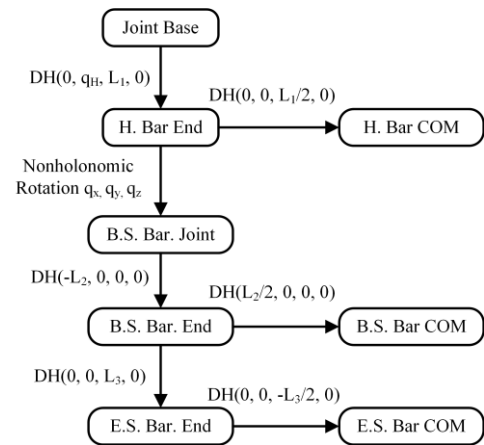 Joint Base
DH(0, qH, L1, 0)
DH(0, 0, L1/2, 0)
H. Bar End
H. Bar COM
Nonholonomic
Rotation qx, qy, qz
B.S. Bar. Joint
DH(-L2, 0, 0, 0)
DH(L2/2, 0, 0, 0)
B.S. Bar. End
B.S. Bar COM
DH(0, 0, L3, 0)
DH(0, 0, -L3/2, 0)
E.S. Bar. End
E.S. Bar COM